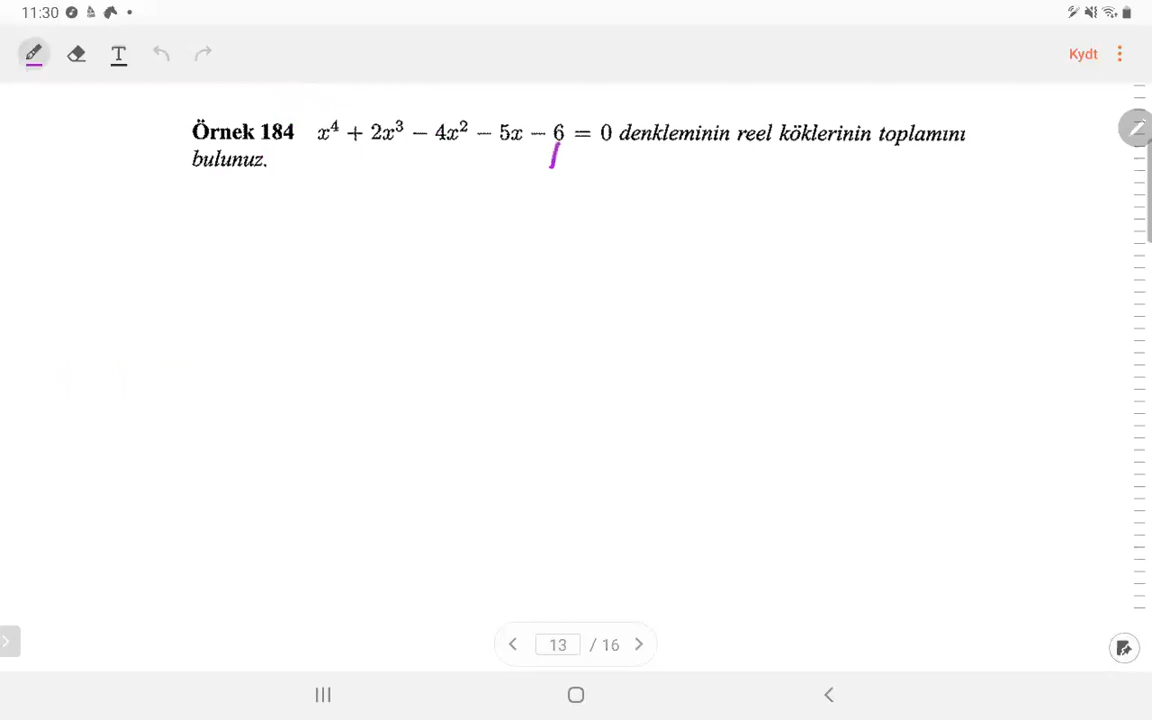 11:30
T
Kydt
Örnek 184 x⁴ + 2x³ − 4x² − 5x − 6 = 0 denkleminin reel köklerinin toplamını
bulunuz.
13 / 16